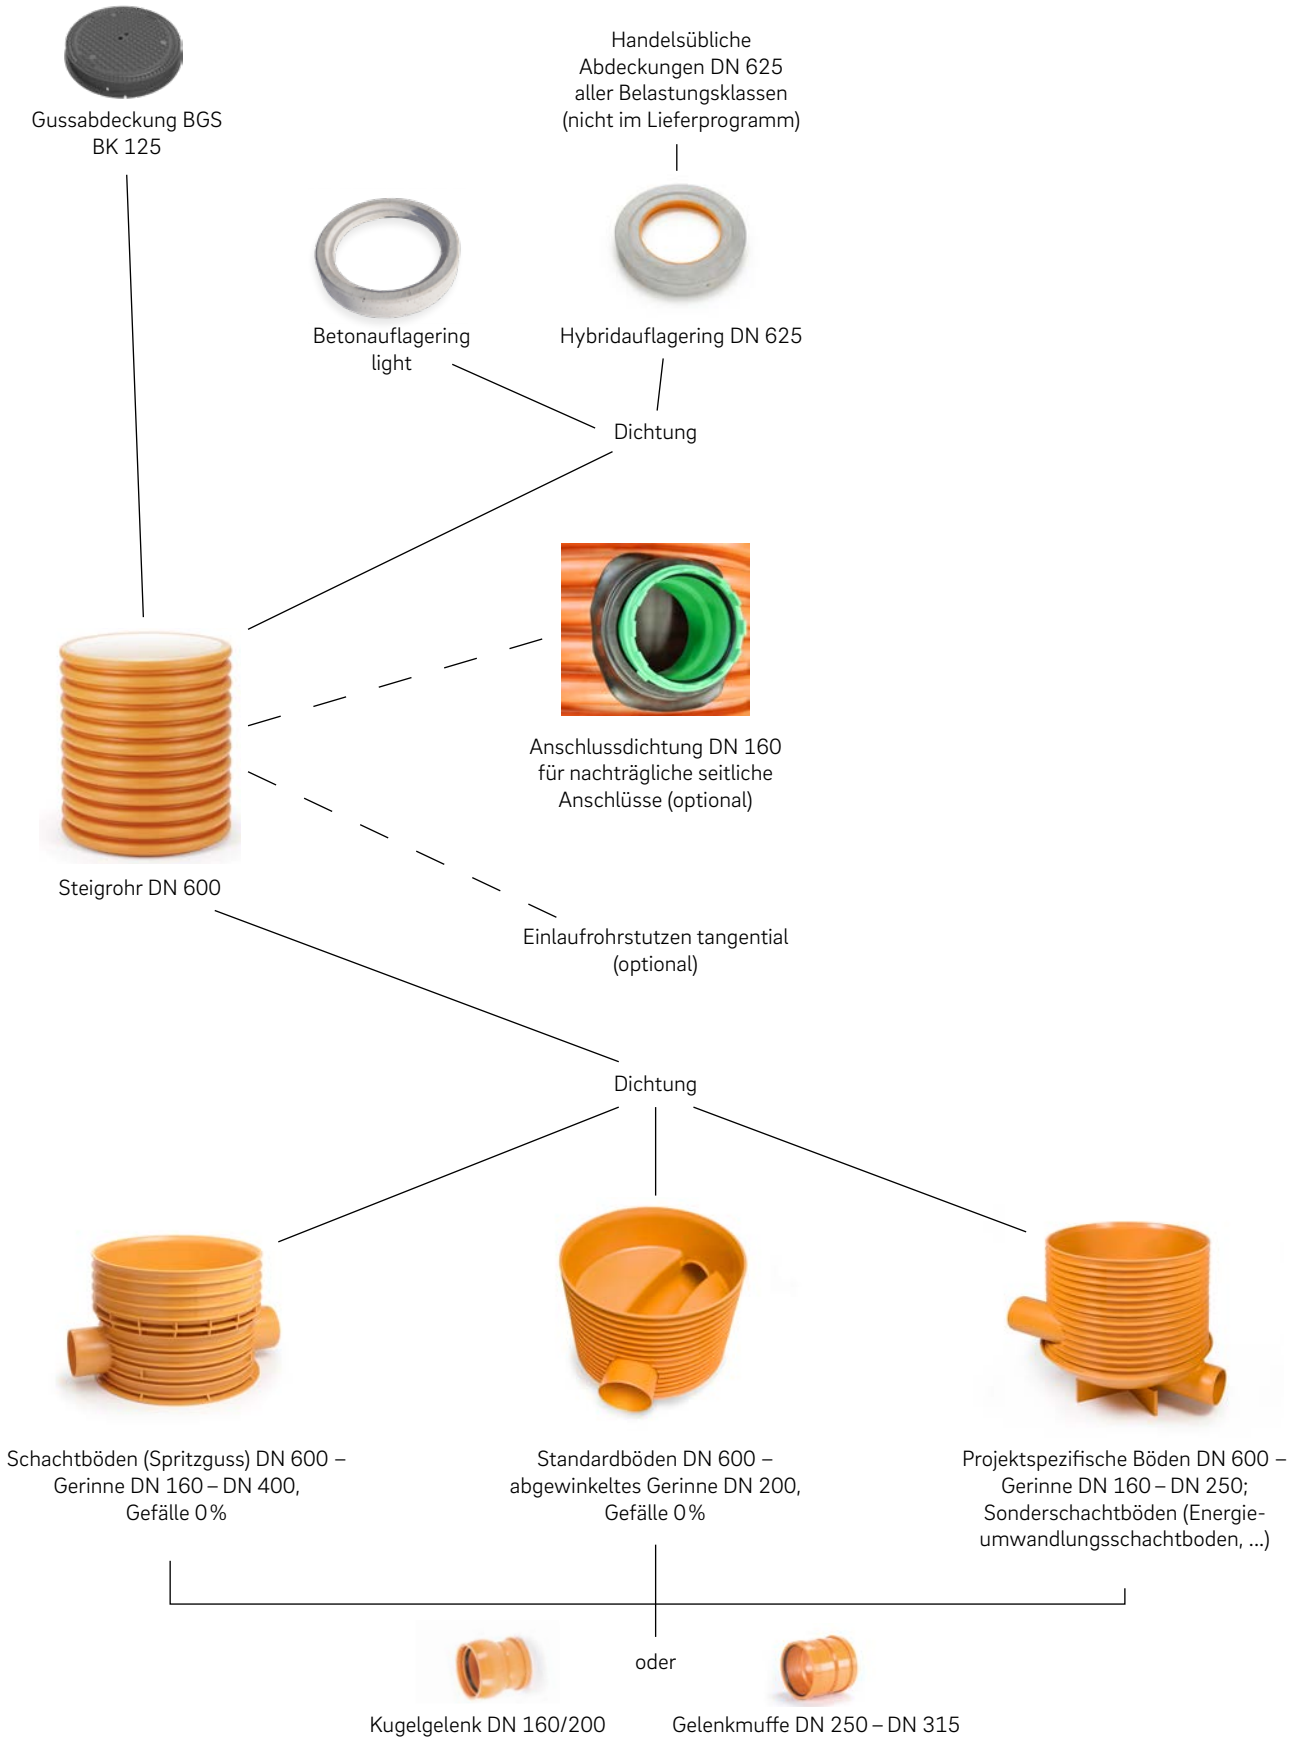 Gussabdeckung BGS
BK 125
Handelsübliche
Abdeckungen DN 625
aller Belastungsklassen
(nicht im Lieferprogramm)
Betonauflagering
light
Hybridauflagering DN 625
Dichtung
Anschlussdichtung DN 160
für nachträgliche seitliche
Anschlüsse (optional)
Steigrohr DN 600
Einlaufrohrstutzen tangential
(optional)
Dichtung
Schachtböden (Spritzguss) DN 600 –
Gerinne DN 160 – DN 400,
Gefälle 0 %
Standardböden DN 600 –
abgewinkeltes Gerinne DN 200,
Gefälle 0 %
Projektspezifische Böden DN 600 –
Gerinne DN 160 – DN 250;
Sonderschachtböden (Energie-
umwandlungsschachtboden, ...)
oder
Kugelgelenk DN 160/200
Gelenkmuffe DN 250 – DN 315